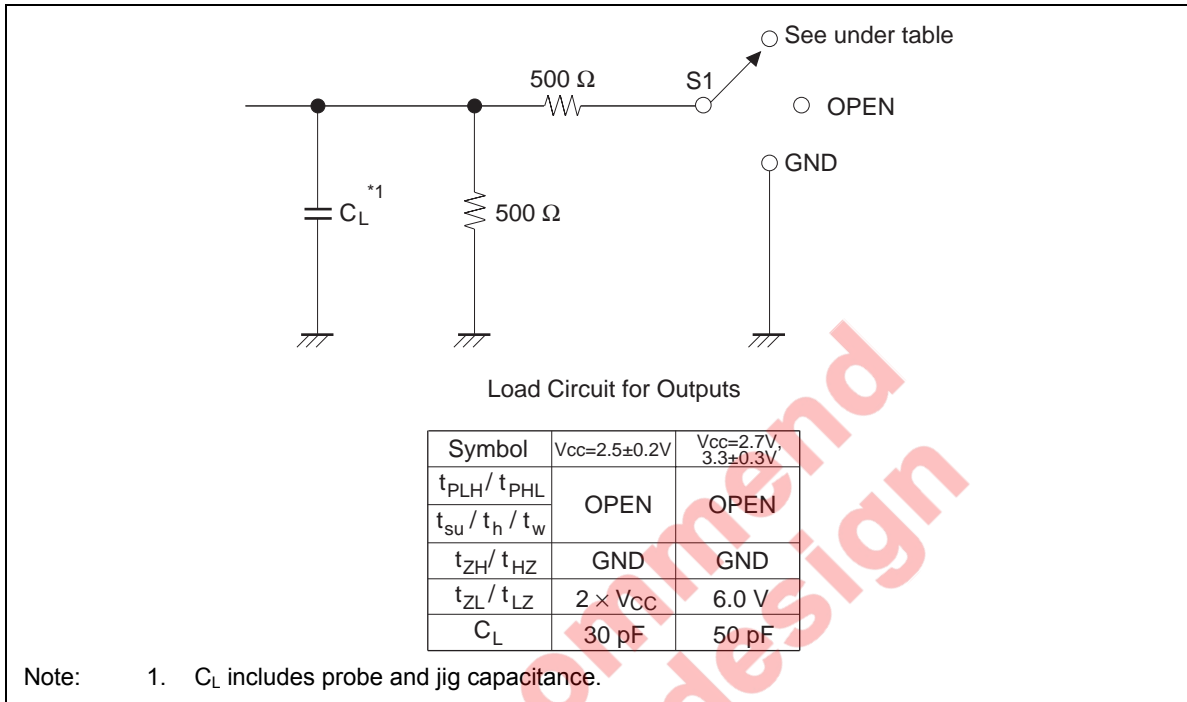 See under table
500 Ω
S1
OPEN
GND
*1
CL
500 Ω
Load Circuit for Outputs
Symbol Vcc=2.5±0.2V Vcc=2.7V, 3.3±0.3V
tPLH / tPHL OPEN OPEN
tsu / th / tw
tZH / tHZ GND GND
tZL / tLZ 2 × VCC 6.0 V
CL 30 pF 50 pF
Note: 1. CL includes probe and jig capacitance.
ommend
design